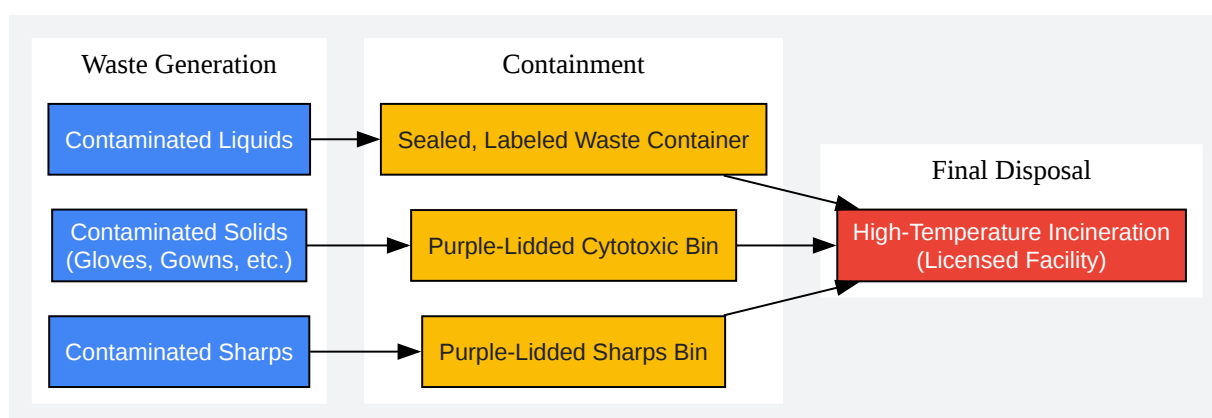 Waste Generation
Contaminated Liquids
Contaminated Solids
(Gloves, Gowns, etc.)
Contaminated Sharps
Containment
Sealed, Labeled Waste Container
Purple-Lidded Cytotoxic Bin
Purple-Lidded Sharps Bin
Final Disposal
High-Temperature Incineration
(Licensed Facility)